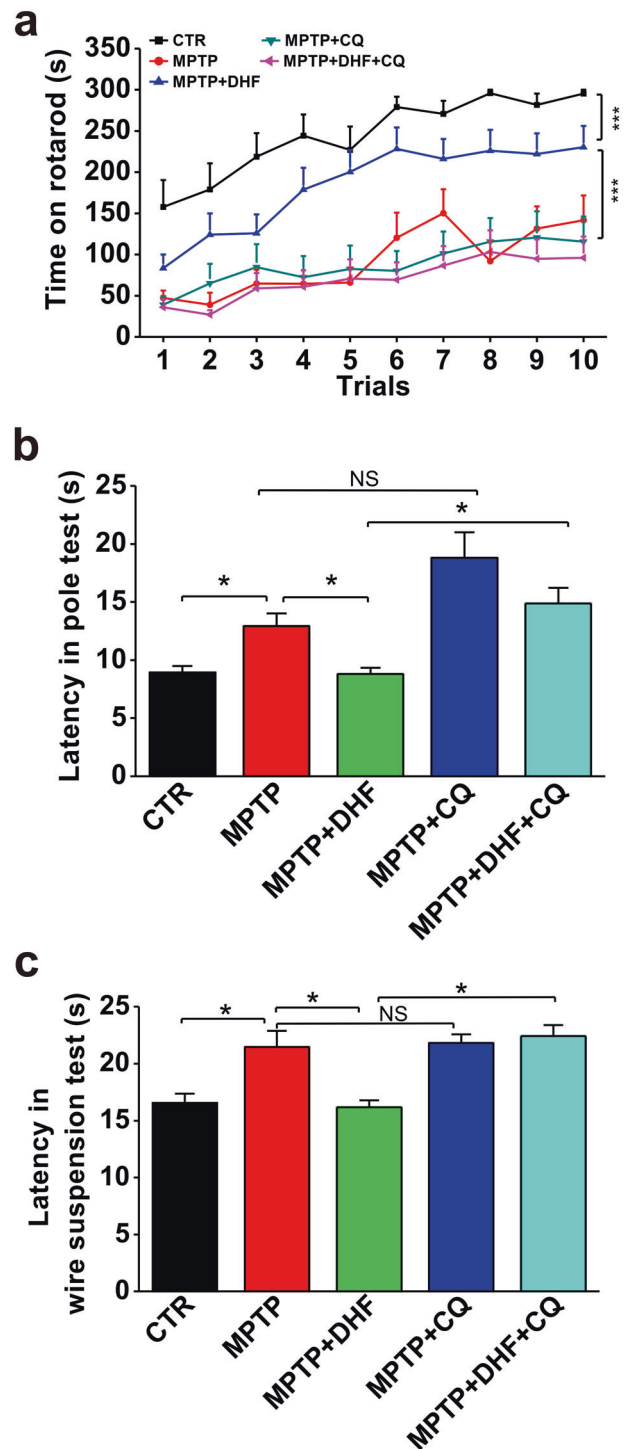 a
CTR
MPTP
MPTP+DHF
MPTP+CQ
MPTP+DHF+CQ
Time on rotarod (s)
350
300
250
200
150
100
50
0
***
***
1 2 3 4 5 6 7 8 9 10
Trials
b
Latency in pole test (s)
25
20
15
10
5
0
NS
*
*
*
CTR
MPTP
MPTP+DHF
MPTP+CQ
MPTP+DHF+CQ
c
Latency in
wire suspension test (s)
25
20
15
10
5
0
*
*
*
NS
CTR
MPTP
MPTP+DHF
MPTP+CQ
MPTP+DHF+CQ